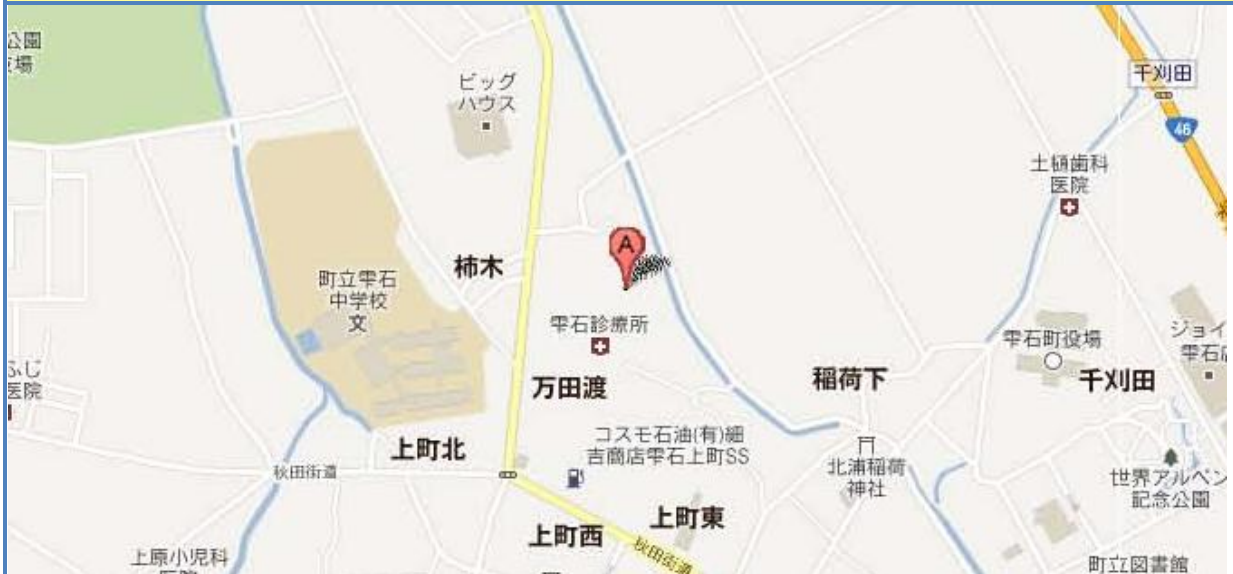 公園
場
ビッグ
ハウス
千刈田
46
土樋歯科
医院
A
柿木
町立雫石
中学校
文
雫石診療所
雫石町役場
ジョイ
雫石
ふじ
医院
万田渡
稲荷下
千刈田
上町北
コスモ石油(有)細
吉商店雫石上町SS
秋田街道
北浦稲荷
神社
世界アルペン
記念公園
上町西
上町東
秋田街道
上原小児科
医院
町立図書館